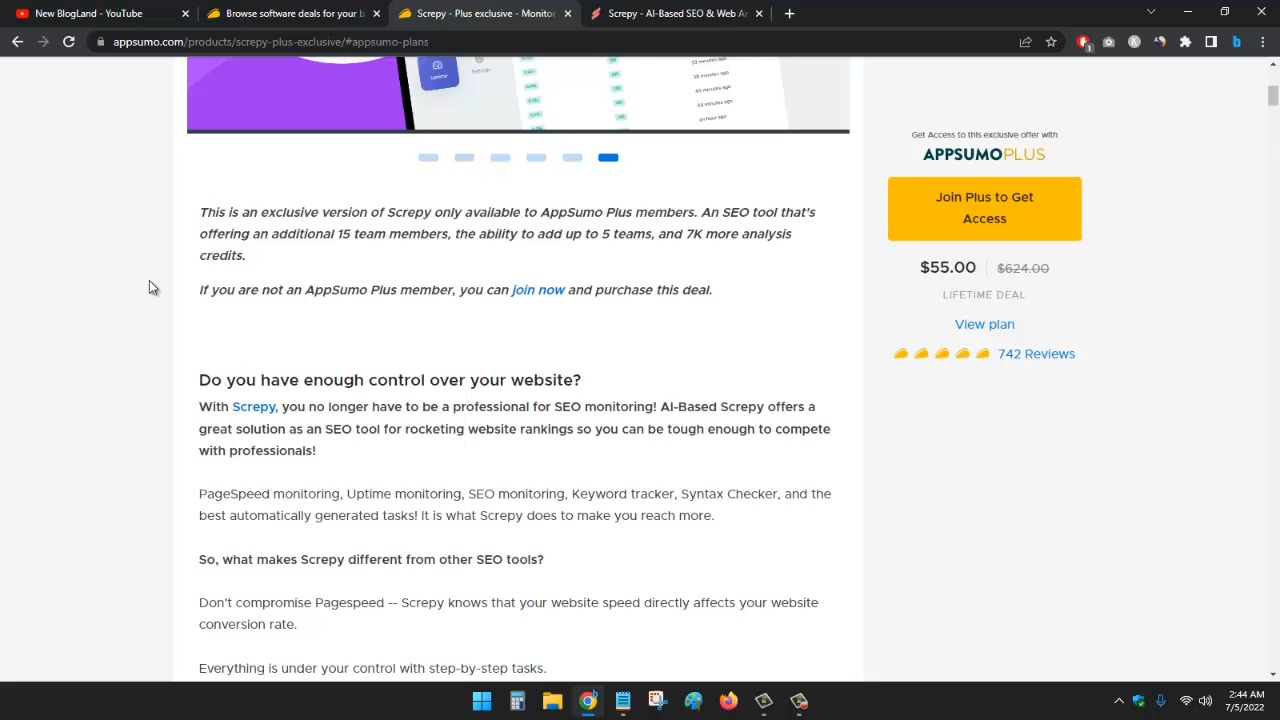 New BlogLand - YouTube
Browse software deals for your b
Screpy - Plus exclusive - Monitor
Screpy - AI-Based SEO & Web An
appsumo.com/products/screpy-plus-exclusive/#appsumo-plans
Uptime
Settings
an hour ago
Get Access to this exclusive offer with
APPSUMOPLUS
Join Plus to Get
Access
$55.00 $624.00
LIFETIME DEAL
View plan
742 Reviews
This is an exclusive version of Screpy only available to AppSumo Plus members. An SEO tool that's
offering an additional 15 team members, the ability to add up to 5 teams, and 7K more analysis
credits.
If you are not an AppSumo Plus member, you can join now and purchase this deal.
Do you have enough control over your website?
With Screpy, you no longer have to be a professional for SEO monitoring! AI-Based Screpy offers a
great solution as an SEO tool for rocketing website rankings so you can be tough enough to compete
with professionals!
PageSpeed monitoring, Uptime monitoring, SEO monitoring, Keyword tracker, Syntax Checker, and the
best automatically generated tasks! It is what Screpy does to make you reach more.
So, what makes Screpy different from other SEO tools?
Don't compromise Pagespeed -- Screpy knows that your website speed directly affects your website
conversion rate.
Everything is under your control with step-by-step tasks.
2:44 AM
7/5/2022